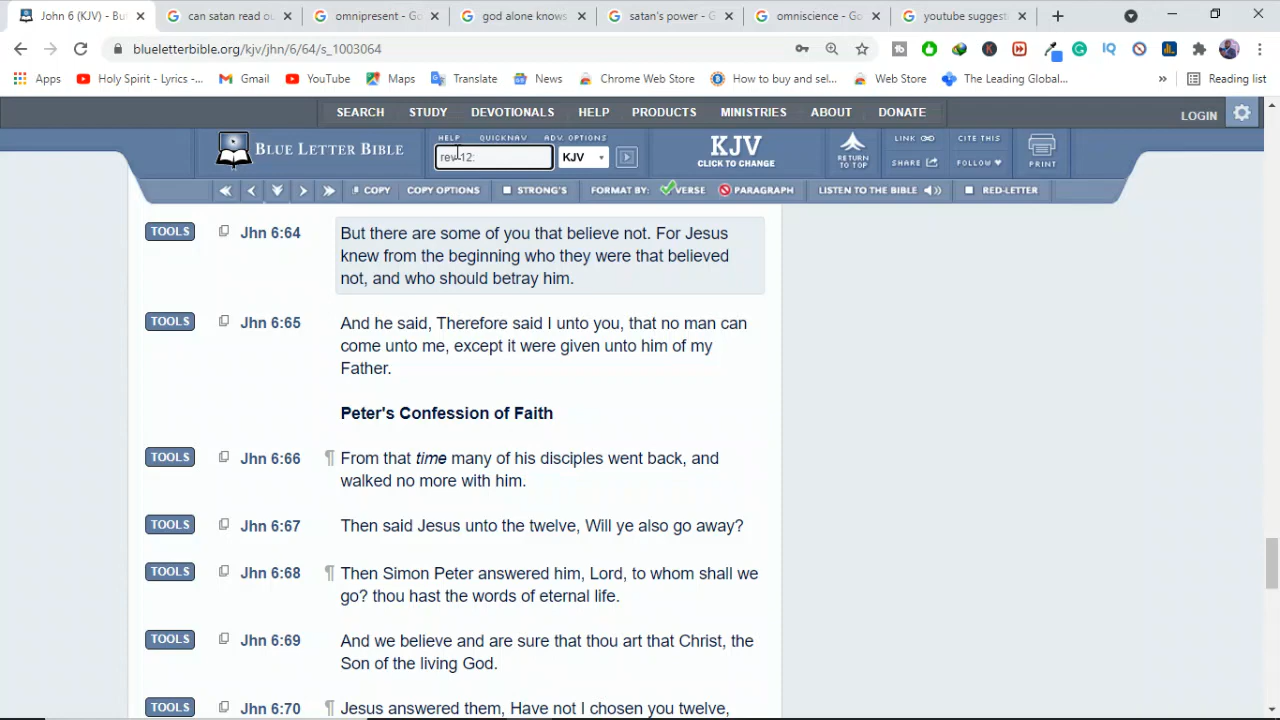 John 6 (KJV) - Bu
can satan read ou
omnipresent - Go
god alone knows
satan's power - G
omniscience - Go
youtube suggesti
blueletterbible.org/kjv/jhn/6/64/s_1003064
Apps
Holy Spirit - Lyrics -...
Gmail
YouTube
Maps
Translate
News
Chrome Web Store
How to buy and sel...
Web Store
The Leading Global...
»
Reading list
SEARCH
STUDY
DEVOTIONALS
HELP
PRODUCTS
MINISTRIES
ABOUT
DONATE
LOGIN
BLUE LETTER BIBLE
HELP
QUICKNAV
ADV. OPTIONS
rev 12:
KJV
KJV
CLICK TO CHANGE
RETURN
TO TOP
LINK
CITE THIS
SHARE
FOLLOW
PRINT
COPY
COPY OPTIONS
STRONG'S
FORMAT BY:
VERSE
PARAGRAPH
LISTEN TO THE BIBLE
RED-LETTER
TOOLS
Jhn 6:64
But there are some of you that believe not. For Jesus
knew from the beginning who they were that believed
not, and who should betray him.
TOOLS
Jhn 6:65
And he said, Therefore said I unto you, that no man can
come unto me, except it were given unto him of my
Father.
Peter's Confession of Faith
TOOLS
Jhn 6:66
¶ From that time many of his disciples went back, and
walked no more with him.
TOOLS
Jhn 6:67
Then said Jesus unto the twelve, Will ye also go away?
TOOLS
Jhn 6:68
¶ Then Simon Peter answered him, Lord, to whom shall we
go? thou hast the words of eternal life.
TOOLS
Jhn 6:69
And we believe and are sure that thou art that Christ, the
Son of the living God.
TOOLS
Jhn 6:70
Jesus answered them, Have not I chosen you twelve,